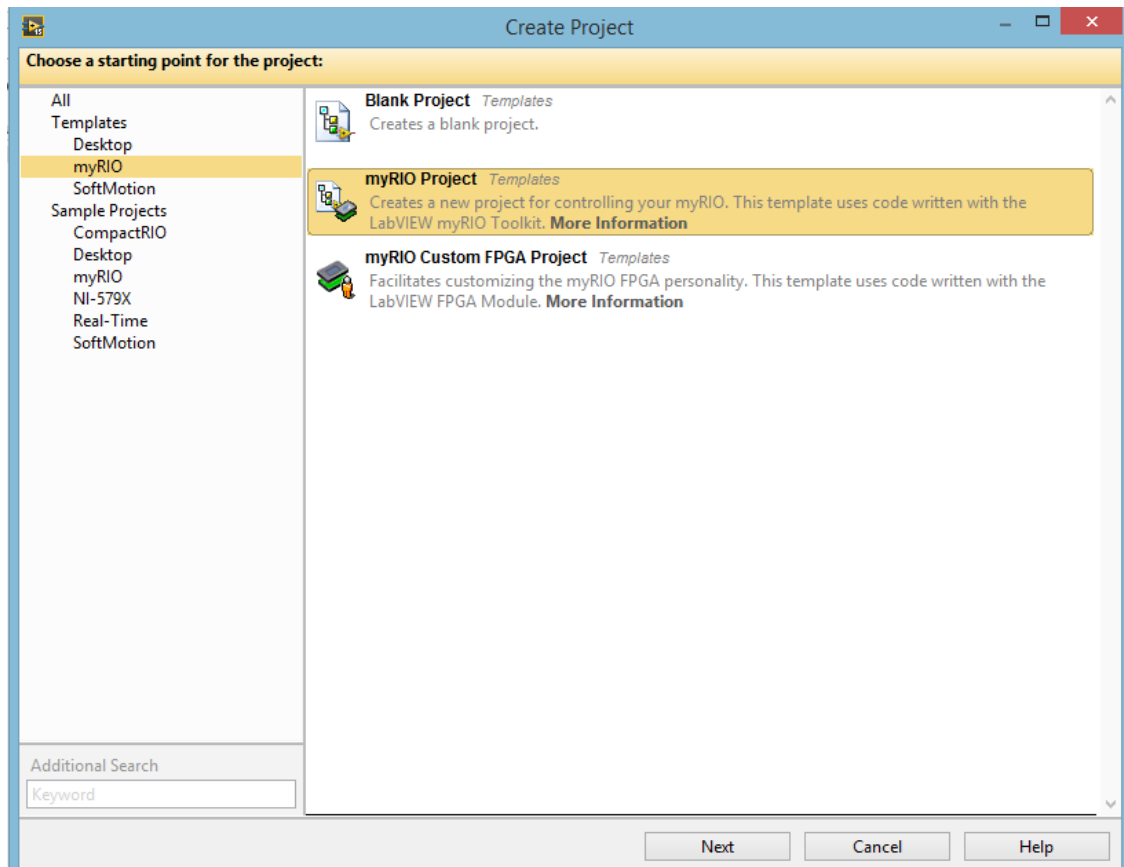 Create Project
Choose a starting point for the project:
All
Templates
Desktop
myRIO
SoftMotion
Sample Projects
CompactRIO
Desktop
myRIO
NI-579X
Real-Time
SoftMotion
Additional Search
Keyword
Blank Project Templates
Creates a blank project.
myRIO Project Templates
Creates a new project for controlling your myRIO. This template uses code written with the
LabVIEW myRIO Toolkit. More Information
myRIO Custom FPGA Project Templates
Facilitates customizing the myRIO FPGA personality. This template uses code written with the
LabVIEW FPGA Module. More Information
Next
Cancel
Help